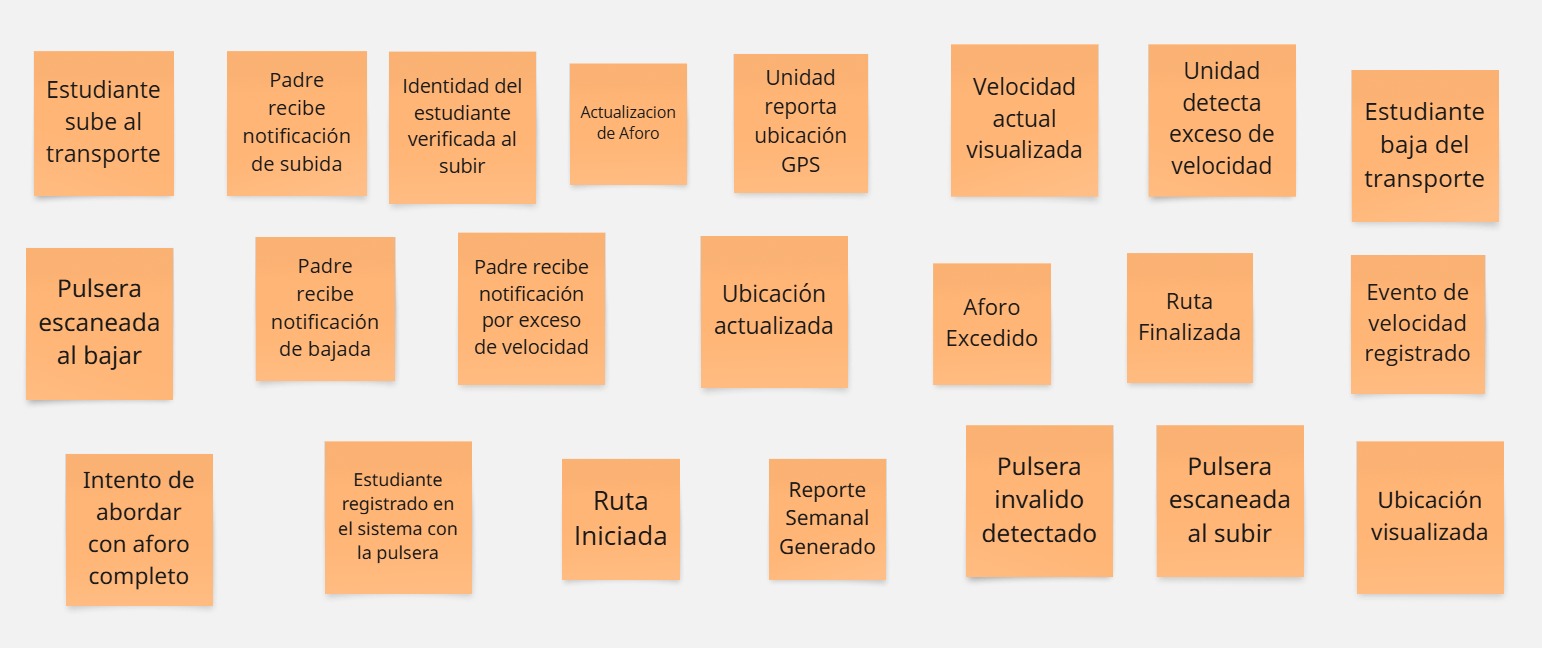 Estudiante
sube al
transporte
Padre
recibe
notificación
de subida
Identidad del
estudiante
verificada al
subir
Actualizacion
de Aforo
Unidad
reporta
ubicación
GPS
Velocidad
actual
visualizada
Unidad
detecta
exceso de
velocidad
Estudiante
baja del
transporte
Pulsera
escaneada
al bajar
Padre
recibe
notificación
de bajada
Padre recibe
notificación
por exceso
de velocidad
Ubicación
actualizada
Aforo
Excedido
Ruta
Finalizada
Evento de
velocidad
registrado
Intento de
abordar
con aforo
completo
Estudiante
registrado en
el sistema con
la pulsera
Ruta
Iniciada
Reporte
Semanal
Generado
Pulsera
invalido
detectado
Pulsera
escaneada
al subir
Ubicación
visualizada